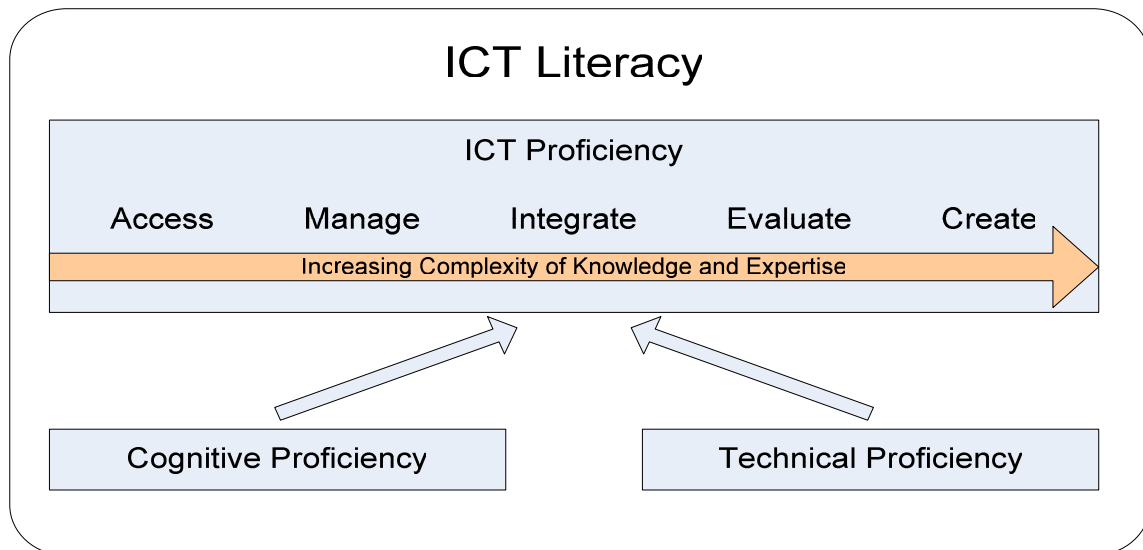 ICT Literacy
ICT Proficiency
Access Manage Integrate Evaluate Create
Increasing Complexity of Knowledge and Expertise
Cognitive Proficiency
Technical Proficiency